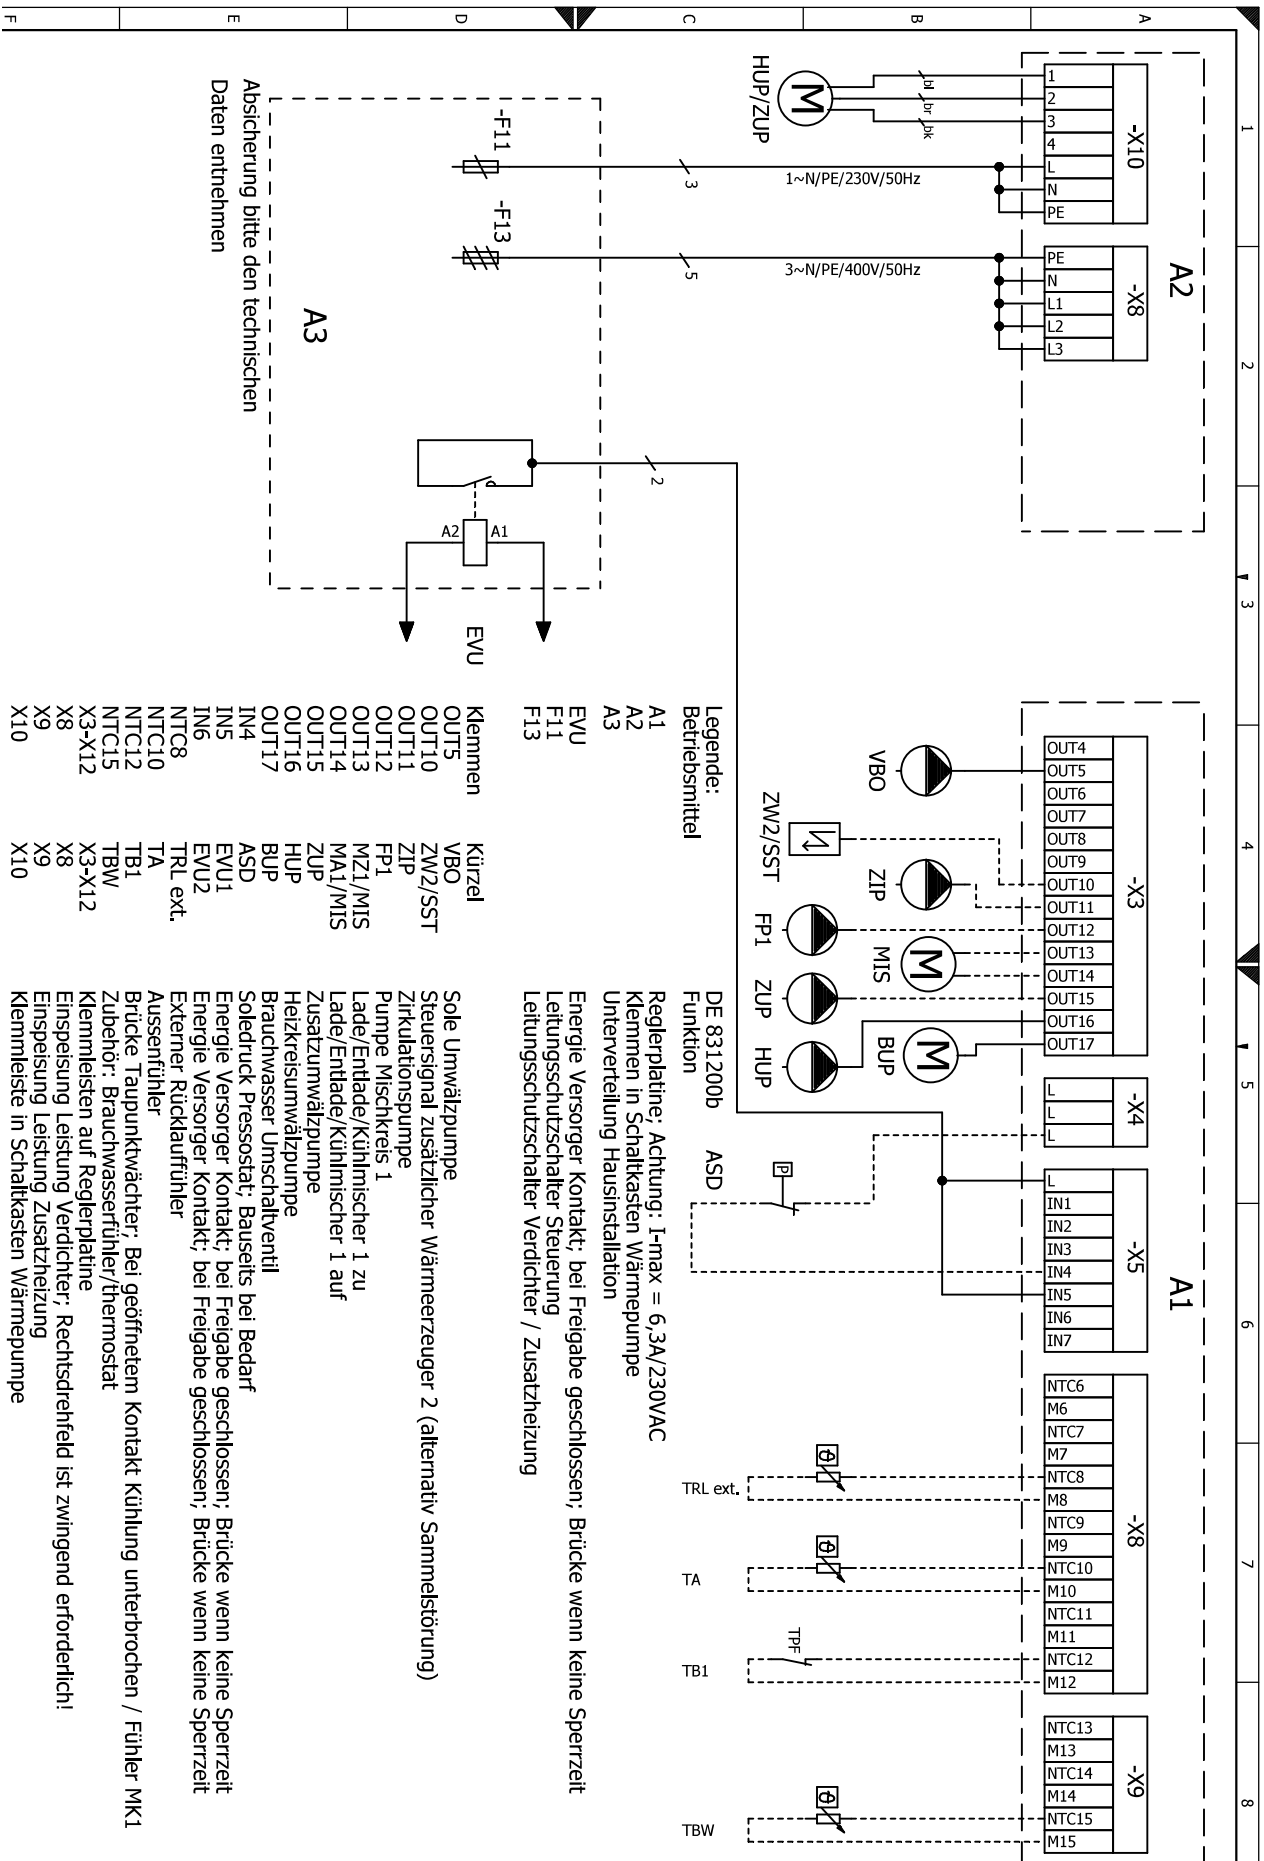 A
B
C
D
E
F
1
2
3
4
5
6
7
8
A2
-X10
1
2
3
4
L
N
PE
-X8
PE
N
L1
L2
L3
bl
br
bk
HUP/ZUP
1~N/PE/230V/50Hz
3~N/PE/400V/50Hz
3
5
2
-F11
-F13
A3
A2
A1
EVU
Absicherung bitte den technischen
Daten entnehmen
A1
-X3
OUT4
OUT5
OUT6
OUT7
OUT8
OUT9
OUT10
OUT11
OUT12
OUT13
OUT14
OUT15
OUT16
OUT17
-X4
L
L
L
-X5
L
IN1
IN2
IN3
IN4
IN5
IN6
IN7
-X8
NTC6
M6
NTC7
M7
NTC8
M8
NTC9
M9
NTC10
M10
NTC11
M11
NTC12
M12
-X9
NTC13
M13
NTC14
M14
NTC15
M15
VBO
ZW2/SST
ZIP
FP1
MIS
ZUP
HUP
BUP
M
M
M
P
ASD
ϑ
TRL ext.
ϑ
TA
TPF
TB1
ϑ
TBW
Legende: DE 831200b
Betriebsmittel Funktion
A1 Reglerplatine; Achtung: I-max = 6,3A/230VAC
A2 Klemmen in Schaltkasten Wärmepumpe
A3 Unterverteilung Hausinstallation
EVU Energie Versorger Kontakt; bei Freigabe geschlossen; Brücke wenn keine Sperrzeit
F11 Leitungsschutzschalter Steuerung
F13 Leitungsschutzschalter Verdichter / Zusatzheizung
Klemmen Kürzel
OUT5 VBO Sole Umwälzpumpe
OUT10 ZW2/SST Steuersignal zusätzlicher Wärmeerzeuger 2 (alternativ Sammelstörung)
OUT11 ZIP Zirkulationspumpe
OUT12 FP1 Pumpe Mischkreis 1
OUT13 MZ1/MIS Lade/Entlade/Kühlmischer 1 zu
OUT14 MA1/MIS Lade/Entlade/Kühlmischer 1 auf
OUT15 ZUP Zusatzumwälzpumpe
OUT16 HUP Heizkreisumwälzpumpe
OUT17 BUP Brauchwasser Umschaltventil
IN4 ASD Soledruck Pressostat; Bauseits bei Bedarf
IN5 EVU1 Energie Versorger Kontakt; bei Freigabe geschlossen; Brücke wenn keine Sperrzeit
IN6 EVU2 Energie Versorger Kontakt; bei Freigabe geschlossen; Brücke wenn keine Sperrzeit
NTC8 TRL ext. Externer Rücklauffühler
NTC10 TA Aussenfühler
NTC12 TB1 Brücke Taupunktwächter; Bei geöffnetem Kontakt Kühlung unterbrochen / Fühler MK1
NTC15 TBW Zubehör: Brauchwasserfühler/thermostat
X3-X12 X3-X12 Klemmleisten auf Reglerplatine
X8 X8 Einspeisung Leistung Verdichter; Rechtsdrehfeld ist zwingend erforderlich!
X9 X9 Einspeisung Leistung Zusatzheizung
X10 X10 Klemmleiste in Schaltkasten Wärmepumpe